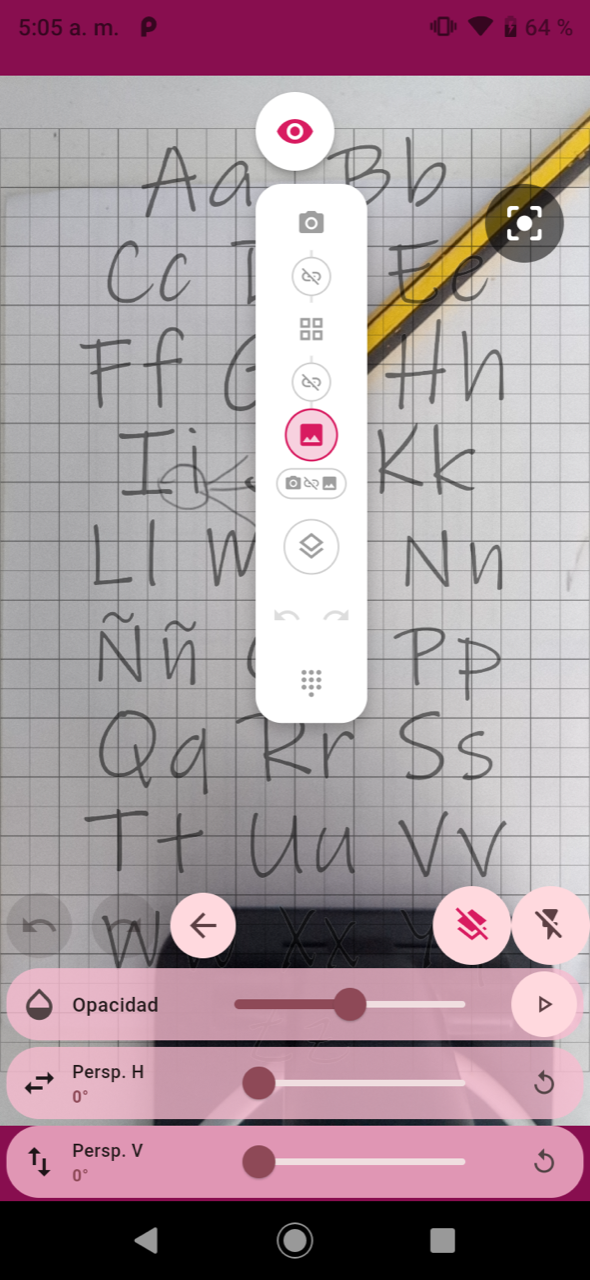 5:05 a. m. 64 %
Aa Bb
Cc Ee
Ff G Hh
Ii Kk
Ll Nn
Ññ Pp
Qq Rr Ss
Tt Uu Vv
W Xx Y
Opacidad
Zz
Persp. H
0°
Persp. V
0°